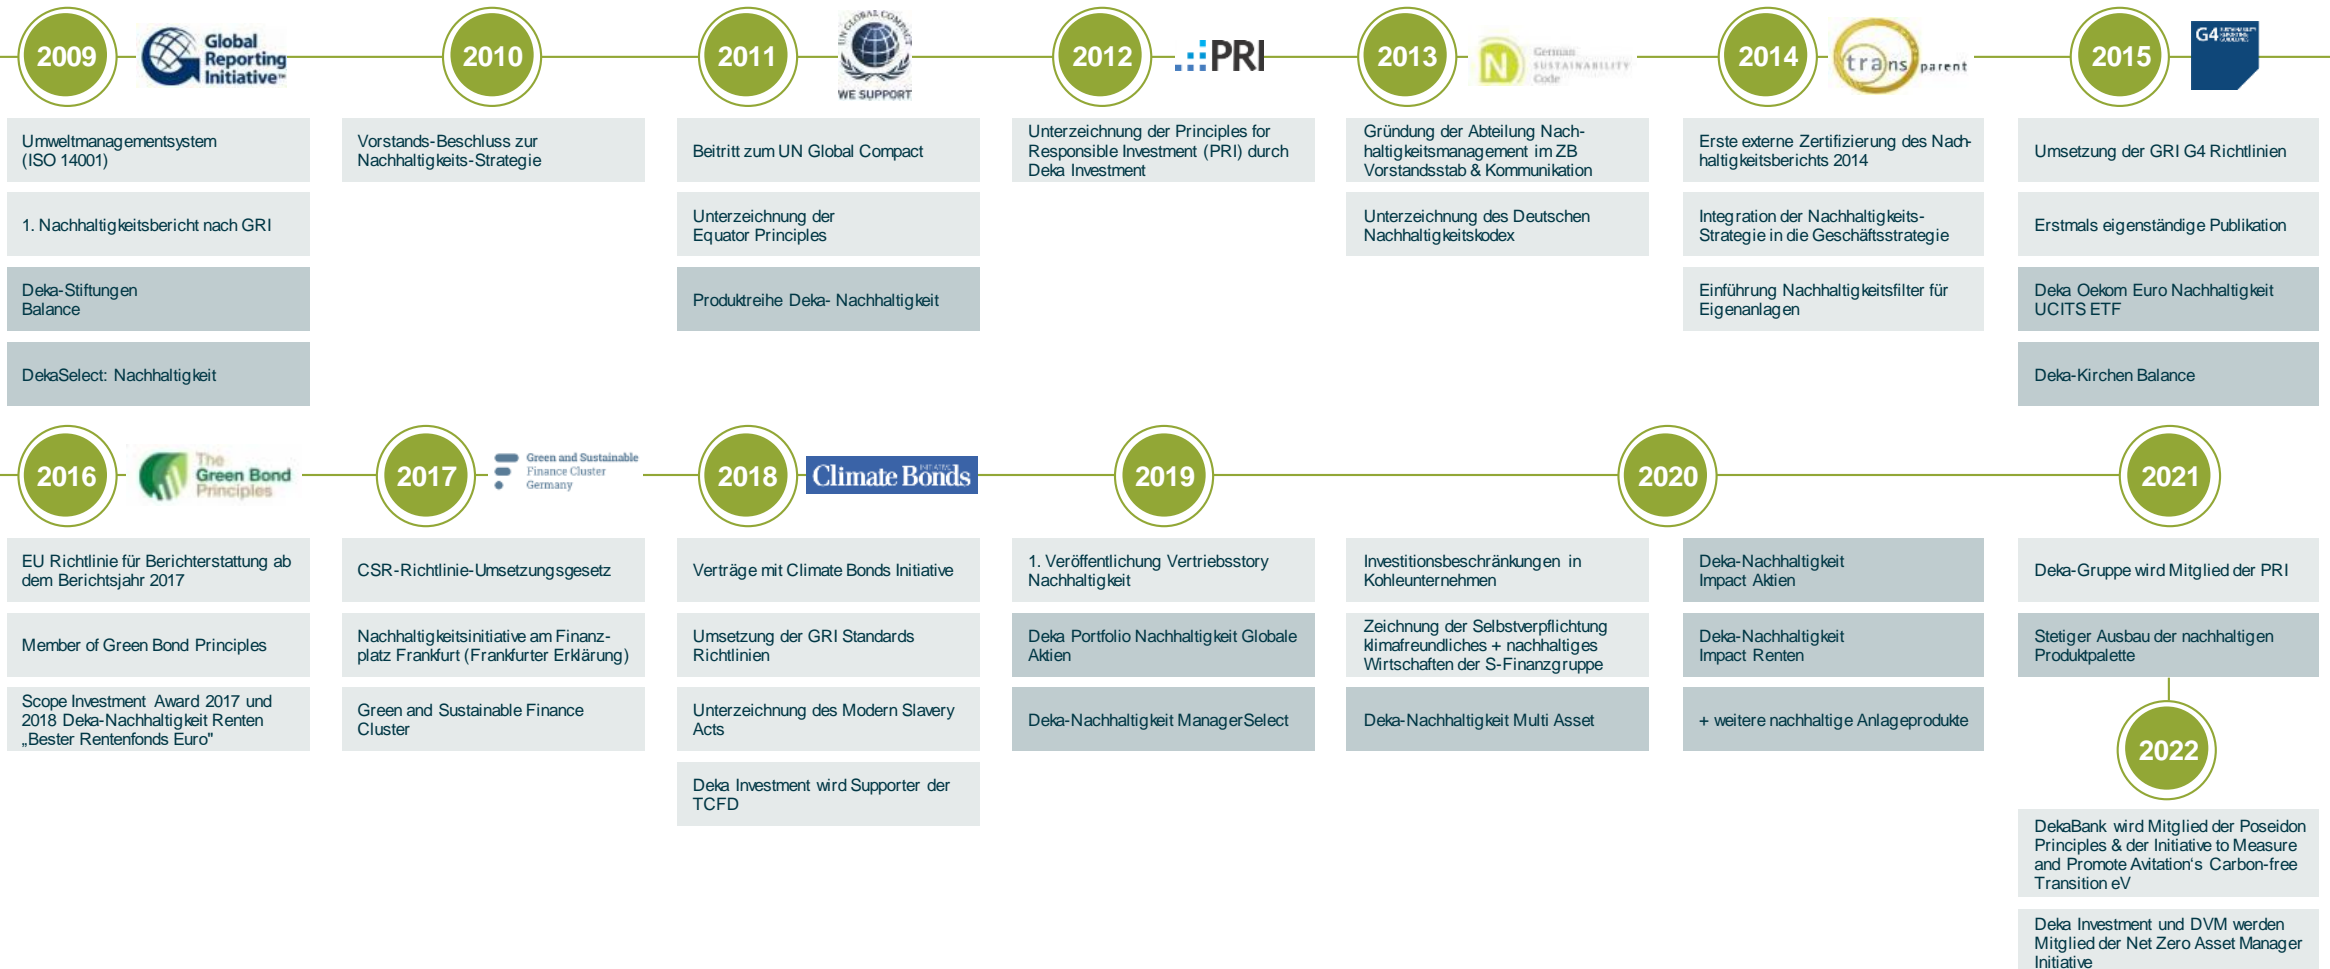 2009
Global
Reporting
Initiative™
2010
2011
UN GLOBAL COMPACT
WE SUPPORT
2012
PRI
2013
N
German
SUSTAINABILITY
Code
2014
transparent
2015
G4 SUSTAINABILITY
REPORTING
GUIDELINES
Umweltmanagementsystem
(ISO 14001)
1. Nachhaltigkeitsbericht nach GRI
Deka-Stiftungen
Balance
DekaSelect: Nachhaltigkeit
Vorstands-Beschluss zur
Nachhaltigkeits-Strategie
Beitritt zum UN Global Compact
Unterzeichnung der
Equator Principles
Produktreihe Deka- Nachhaltigkeit
Unterzeichnung der Principles for
Responsible Investment (PRI) durch
Deka Investment
Gründung der Abteilung Nach-
haltigkeitsmanagement im ZB
Vorstandsstab & Kommunikation
Unterzeichnung des Deutschen
Nachhaltigkeitskodex
Erste externe Zertifizierung des Nach-
haltigkeitsberichts 2014
Integration der Nachhaltigkeits-
Strategie in die Geschäftsstrategie
Einführung Nachhaltigkeitsfilter für
Eigenanlagen
Umsetzung der GRI G4 Richtlinien
Erstmals eigenständige Publikation
Deka Oekom Euro Nachhaltigkeit
UCITS ETF
Deka-Kirchen Balance
2016
The
Green Bond
Principles
2017
Green and Sustainable
Finance Cluster
Germany
2018
Climate Bonds
INITIATIVE
2019
2020
2021
EU Richtlinie für Berichterstattung ab
dem Berichtsjahr 2017
Member of Green Bond Principles
Scope Investment Award 2017 und
2018 Deka-Nachhaltigkeit Renten
„Bester Rentenfonds Euro"
CSR-Richtlinie-Umsetzungsgesetz
Nachhaltigkeitsinitiative am Finanz-
platz Frankfurt (Frankfurter Erklärung)
Green and Sustainable Finance
Cluster
Verträge mit Climate Bonds Initiative
Umsetzung der GRI Standards
Richtlinien
Unterzeichnung des Modern Slavery
Acts
Deka Investment wird Supporter der
TCFD
1. Veröffentlichung Vertriebsstory
Nachhaltigkeit
Deka Portfolio Nachhaltigkeit Globale
Aktien
Deka-Nachhaltigkeit ManagerSelect
Investitionsbeschränkungen in
Kohleunternehmen
Zeichnung der Selbstverpflichtung
klimafreundliches + nachhaltiges
Wirtschaften der S-Finanzgruppe
Deka-Nachhaltigkeit Multi Asset
Deka-Nachhaltigkeit
Impact Aktien
Deka-Nachhaltigkeit
Impact Renten
+ weitere nachhaltige Anlageprodukte
Deka-Gruppe wird Mitglied der PRI
Stetiger Ausbau der nachhaltigen
Produktpalette
2022
DekaBank wird Mitglied der Poseidon
Principles & der Initiative to Measure
and Promote Avitation‘s Carbon-free
Transition eV
Deka Investment und DVM werden
Mitglied der Net Zero Asset Manager
Initiative